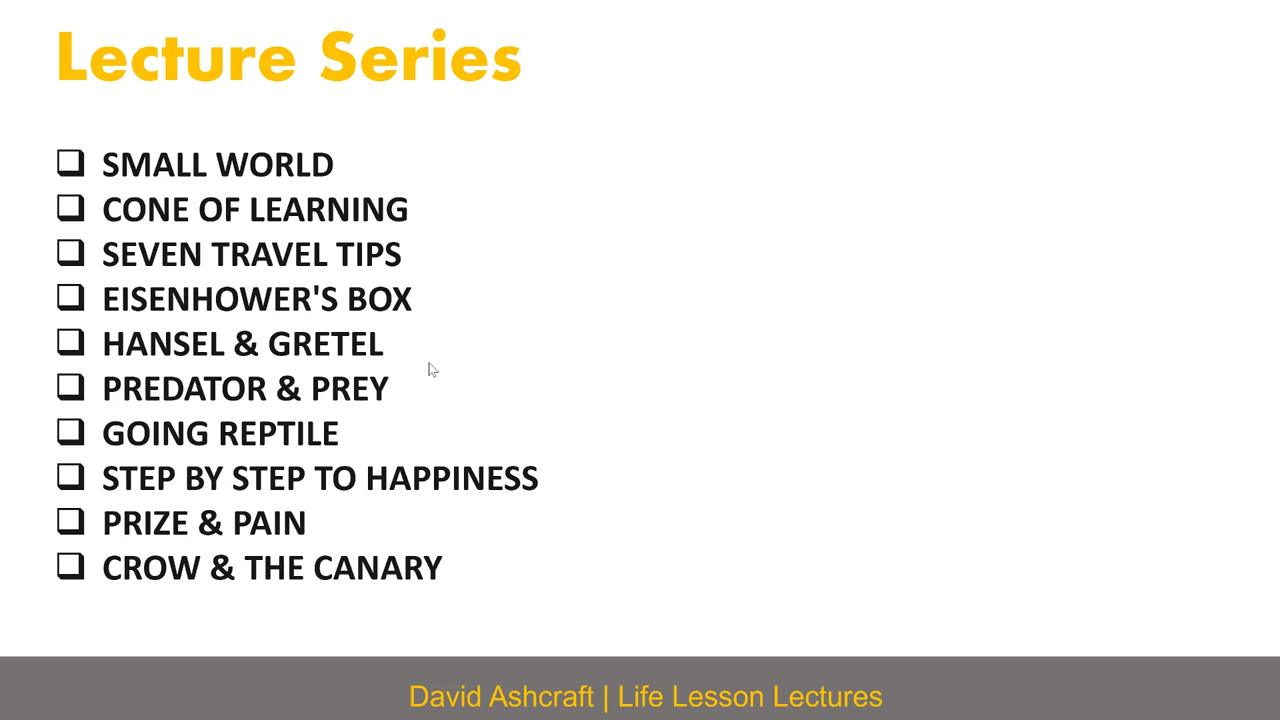 Lecture Series
SMALL WORLD
CONE OF LEARNING
SEVEN TRAVEL TIPS
EISENHOWER'S BOX
HANSEL & GRETEL
PREDATOR & PREY
GOING REPTILE
STEP BY STEP TO HAPPINESS
PRIZE & PAIN
CROW & THE CANARY
David Ashcraft | Life Lesson Lectures